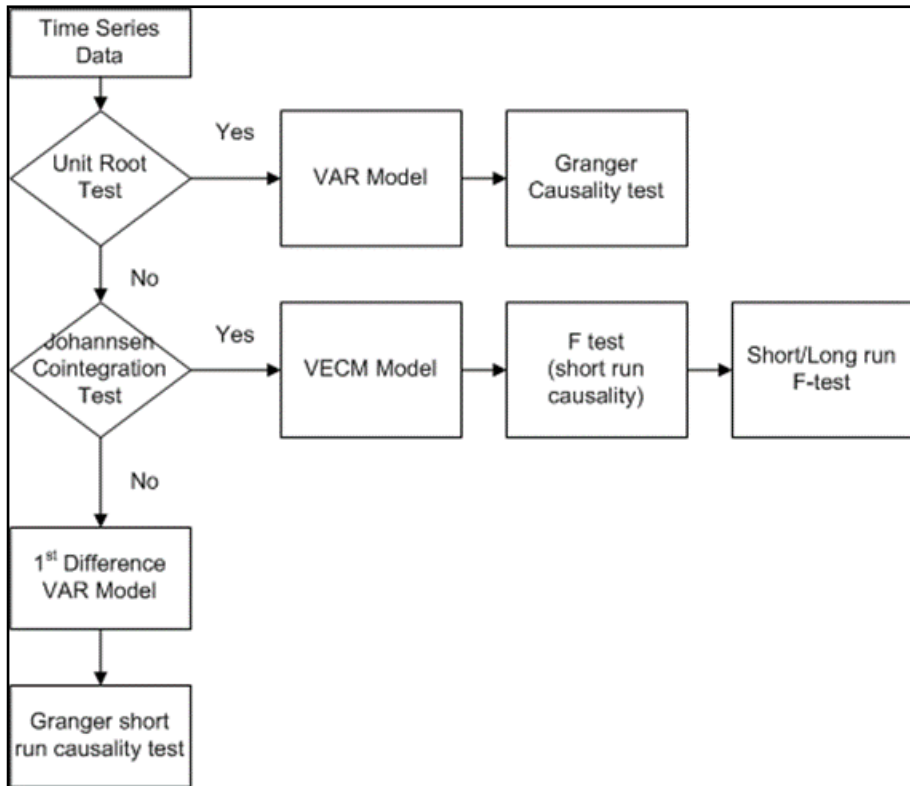 Time Series
Data
Unit Root
Test
Yes
VAR Model
Granger
Causality test
No
Johannsen
Cointegration
Test
Yes
VECM Model
F test
(short run
causality)
Short/Long run
F-test
No
1st Difference
VAR Model
Granger short
run causality test